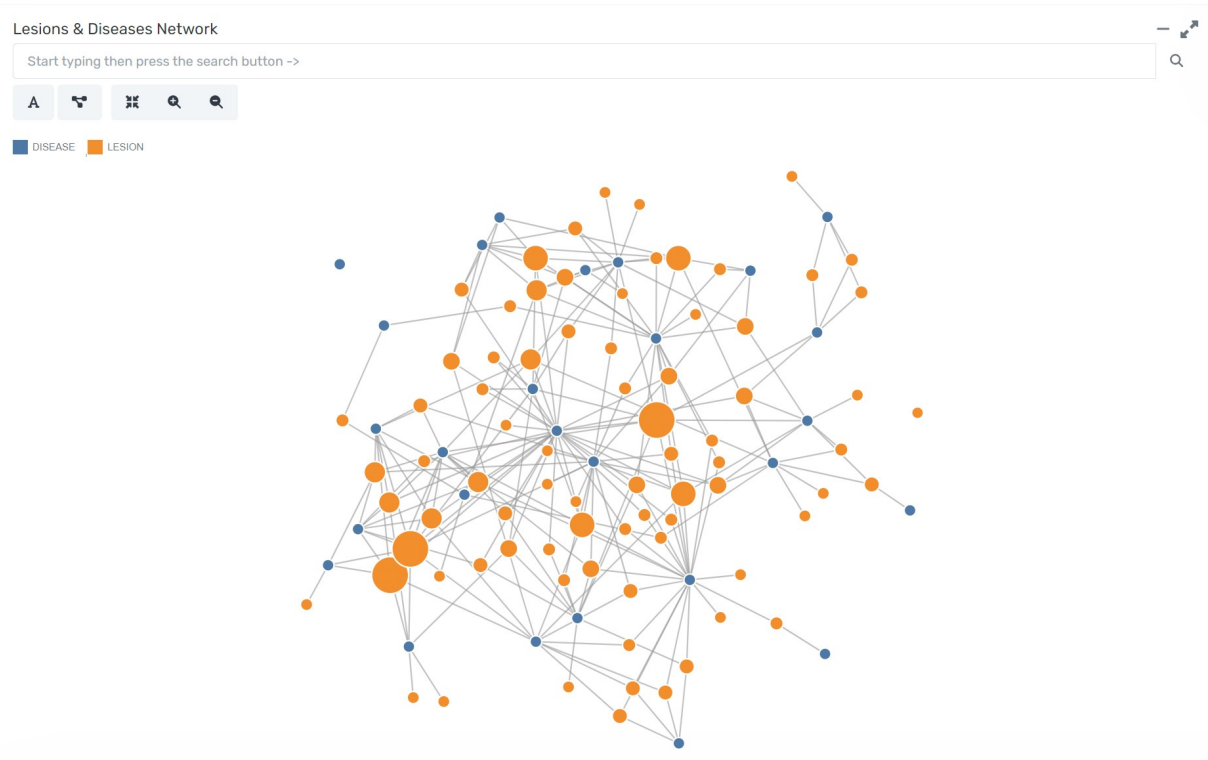 Lesions & Diseases Network
Start typing then press the search button ->
A
DISEASE LESION